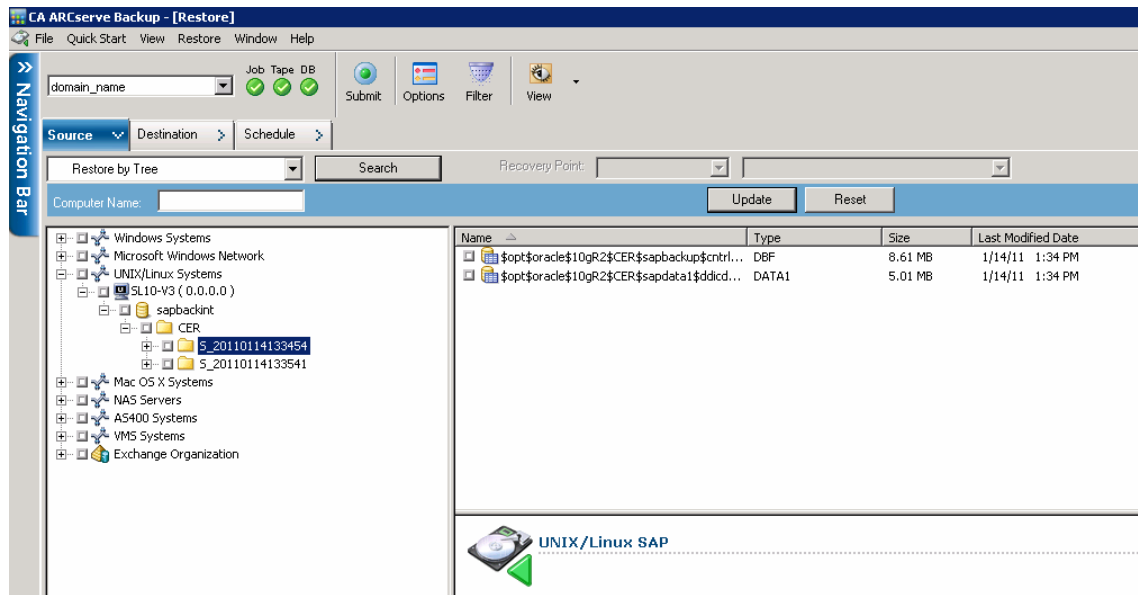 CA ARCserve Backup - [Restore]
File Quick Start View Restore Window Help
Navigation Bar
Job Tape DB
domain_name
Submit Options Filter View
Source Destination Schedule
Restore by Tree Search Recovery Point:
Computer Name: Update Reset
Windows Systems
Microsoft Windows Network
UNIX/Linux Systems
SL10-V3 ( 0.0.0.0 )
sapbackint
CER
S_20110114133454
S_20110114133541
Mac OS X Systems
NAS Servers
AS400 Systems
VMS Systems
Exchange Organization
Name Type Size Last Modified Date
$opt$oracle$10gR2$CER$sapbackup$cntrl... DBF 8.61 MB 1/14/11 1:34 PM
$opt$oracle$10gR2$CER$sapdata1$ddicd... DATA1 5.01 MB 1/14/11 1:34 PM
UNIX/Linux SAP